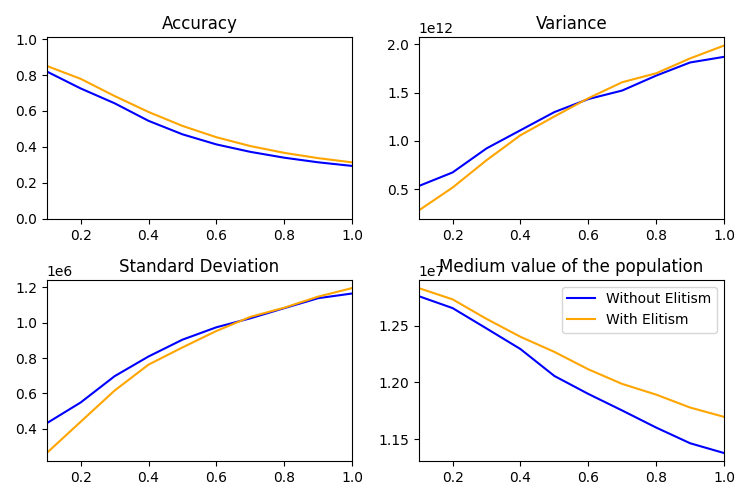 Accuracy
1.0
0.8
0.6
0.4
0.2
0.0
0.2 0.4 0.6 0.8 1.0
Variance
1e12
2.0
1.5
1.0
0.5
0.2 0.4 0.6 0.8 1.0
Standard Deviation
1e6
1.2
1.0
0.8
0.6
0.4
0.2 0.4 0.6 0.8 1.0
Medium value of the population
1e7
1.25
1.20
1.15
Without Elitism
With Elitism
0.2 0.4 0.6 0.8 1.0